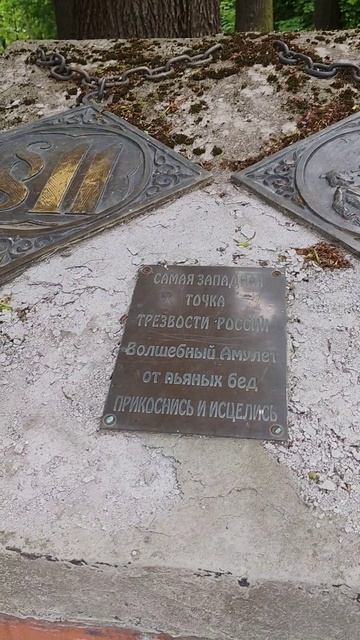 САМАЯ ЗАПАДНАЯ
ТОЧКА
ТРЕЗВОСТИ РОССИИ
ВОЛШЕБНЫЙ АМУЛЕТ
ОТ ПЬЯНЫХ БЕД
ПРИКОСНИСЬ И ИСЦЕЛИСЬ